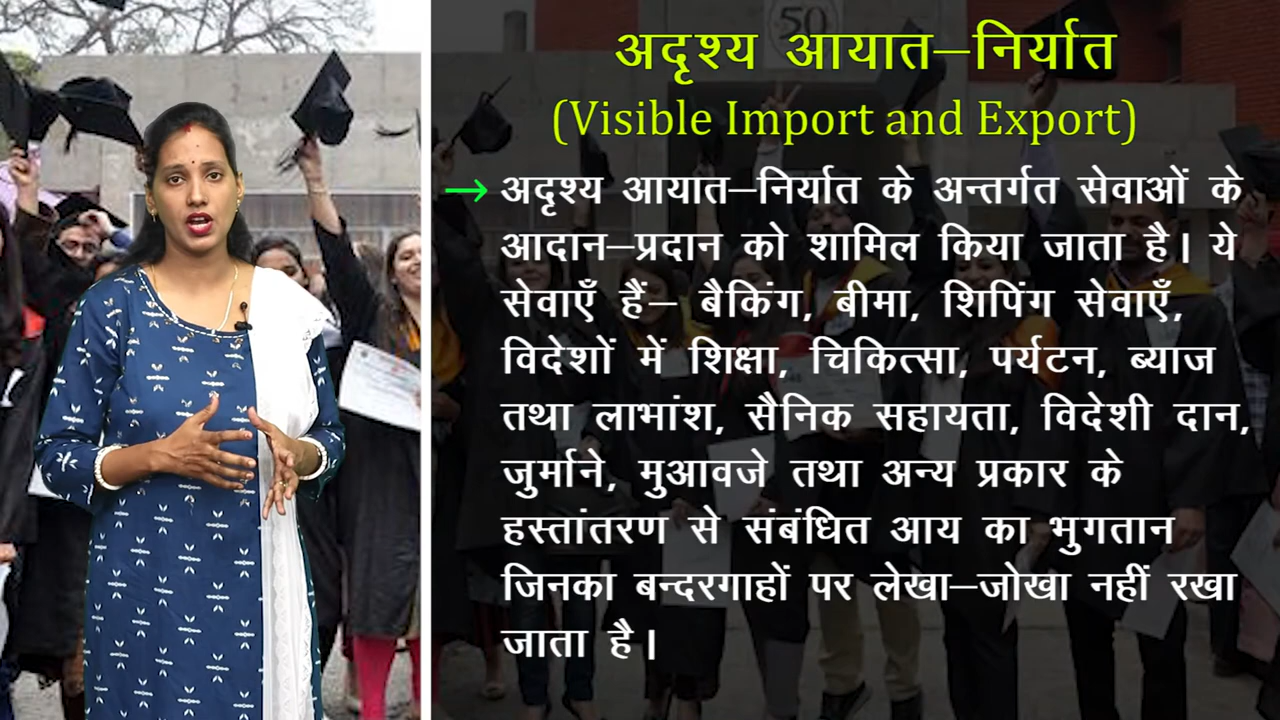 50
अदृश्य आयात–निर्यात
(Visible Import and Export)
→ अदृश्य आयात–निर्यात के अन्तर्गत सेवाओं के
आदान–प्रदान को शामिल किया जाता है। ये
सेवाएँ हैं– बैकिंग, बीमा, शिपिंग सेवाएँ,
विदेशों में शिक्षा, चिकित्सा, पर्यटन, ब्याज
तथा लाभांश, सैनिक सहायता, विदेशी दान,
जुर्माने, मुआवजे तथा अन्य प्रकार के
हस्तांतरण से संबंधित आय का भुगतान
जिनका बन्दरगाहों पर लेखा–जोखा नहीं रखा
जाता है।